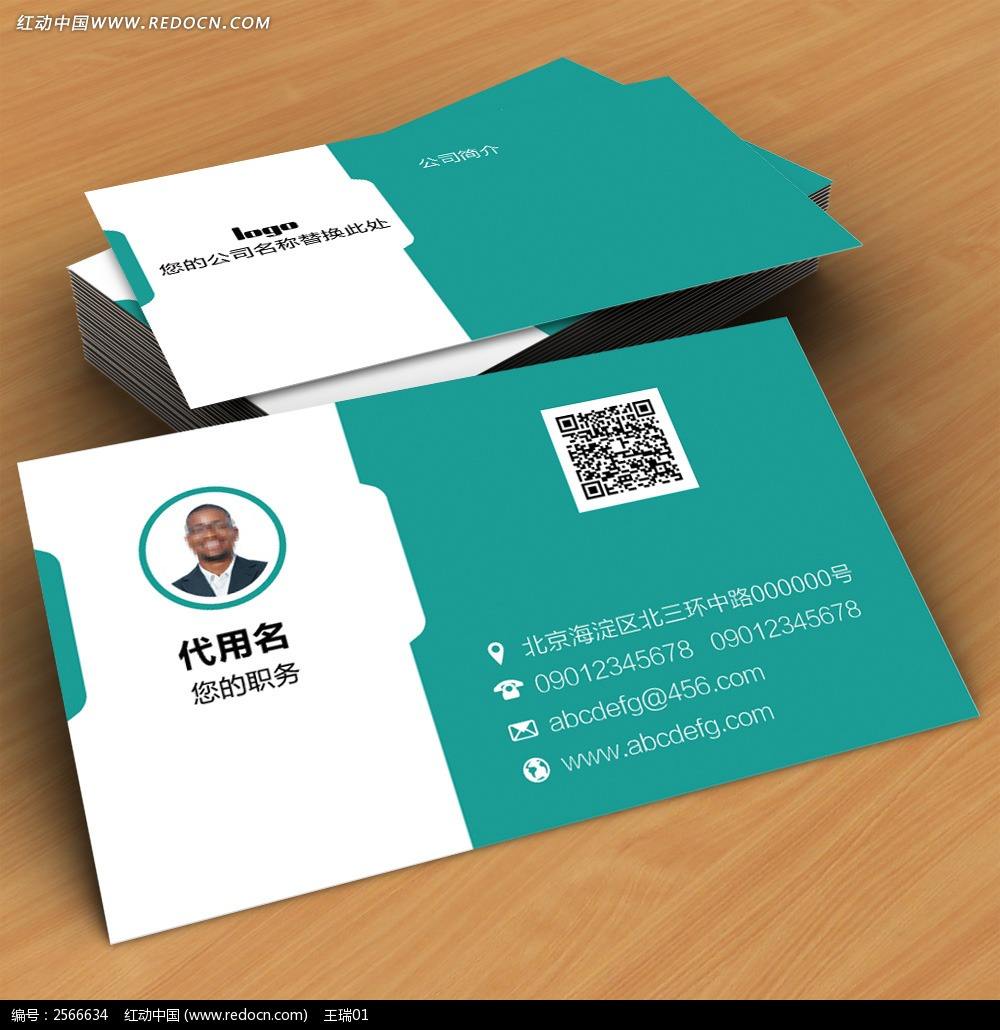 红动中国WWW.REDOCN.COM
公司简介
logo
您的公司名称替换此处
代用名
您的职务
北京海淀区北三环中路000000号
09012345678 09012345678
abcdefg@456.com
www.abcdefg.com
编号：2566634 红动中国 (www.redocn.com) 王瑞01